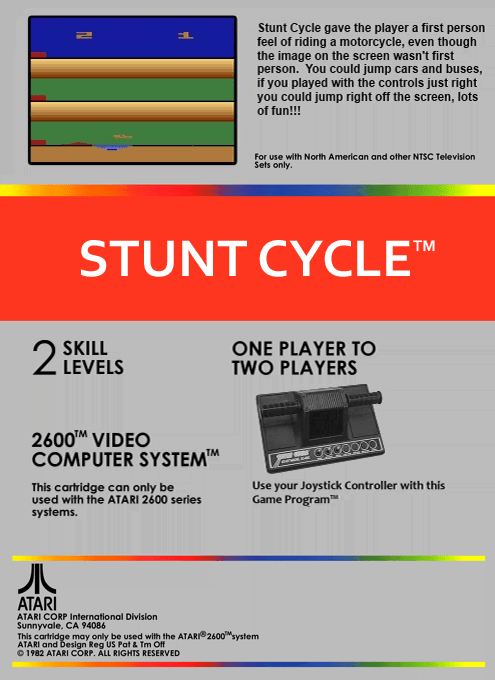 2 1
Stunt Cycle gave the player a first person
feel of riding a motorcycle, even though
the image on the screen wasn't first
person. You could jump cars and buses,
if you played with the controls just right
you could jump right off the screen, lots
of fun!!!
For use with North American and other NTSC Television
Sets only.
STUNT CYCLE™
2 SKILL
LEVELS
ONE PLAYER TO
TWO PLAYERS
2600™ VIDEO
COMPUTER SYSTEM™
This cartridge can only be
used with the ATARI 2600 series
systems.
Use your Joystick Controller with this
Game Program™
ATARI
ATARI CORP International Division
Sunnyvale, CA 94086
This cartridge may only be used with the ATARI®2600™system
ATARI and Design Reg US Pat & Tm Off
© 1982 ATARI CORP. ALL RIGHTS RESERVED